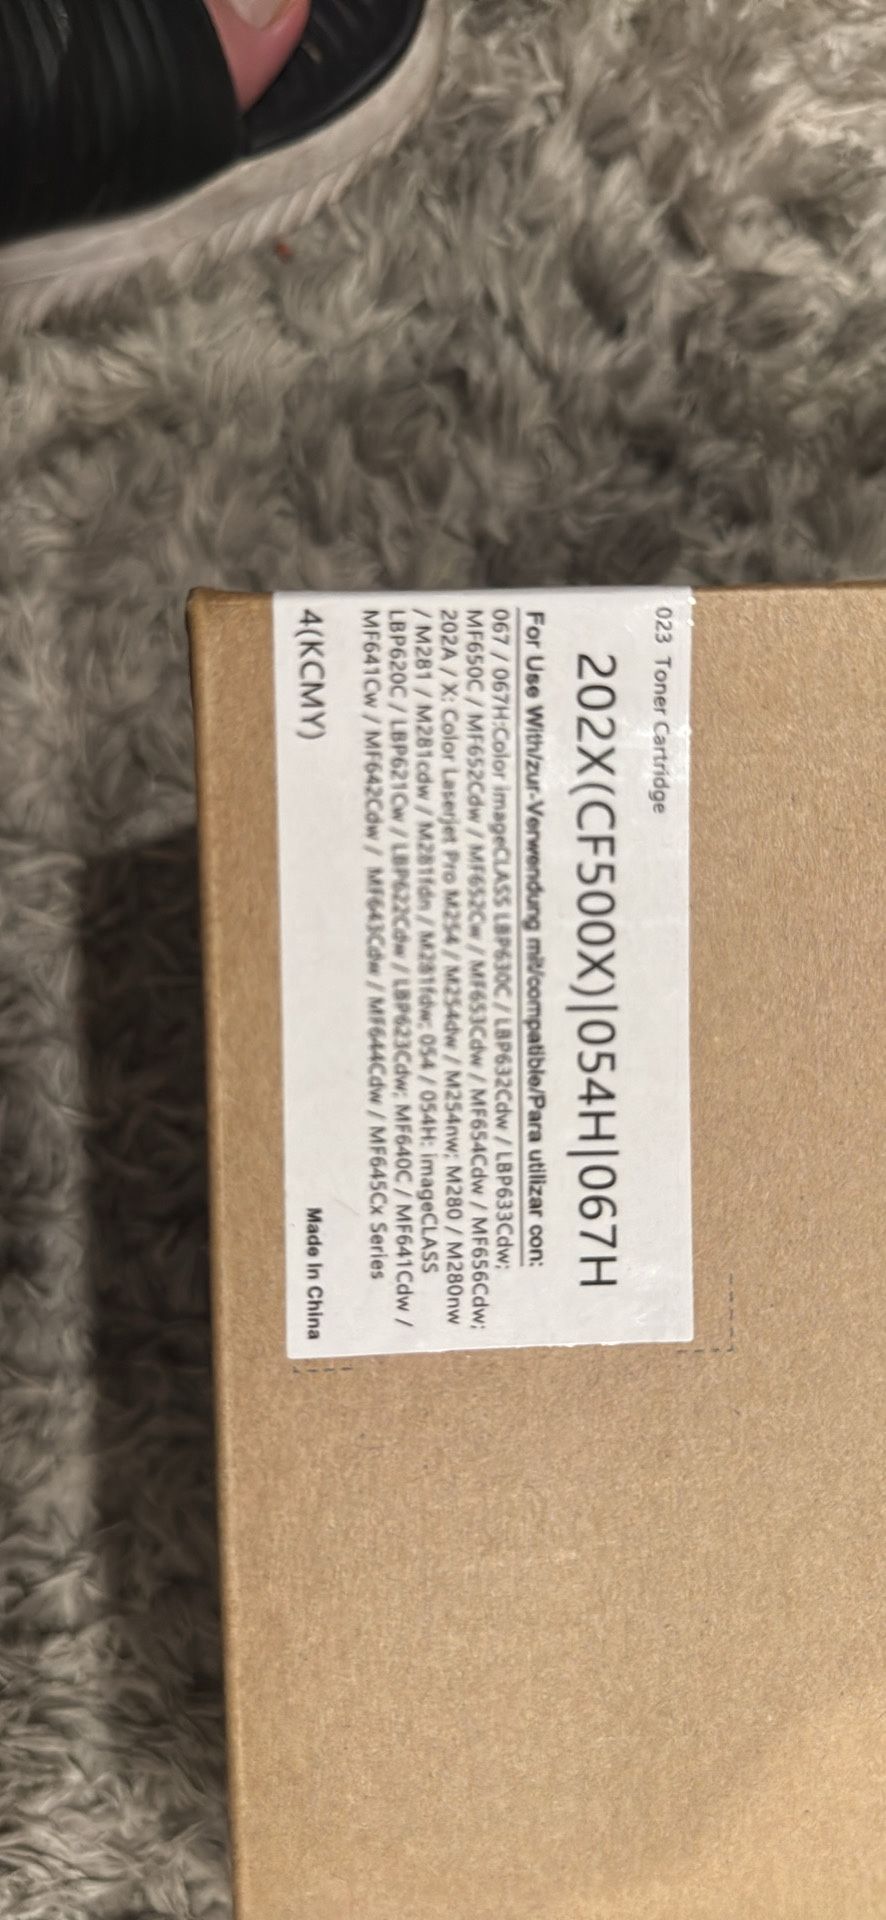 023 Toner Cartridge
202X(CF500X)|054H|067H
For Use With/zur-Verwendung mit/compatible/Para utilizar con:
067 / 067H:Color imageCLASS LBP630C / LBP632Cdw / LBP633Cdw;
MF650C / MF652Cdw / MF652Cw / MF653Cdw / MF654Cdw / MF656Cdw;
202A / X: Color Laserjet Pro M254 / M254dw / M254nw; M280 / M280nw
/ M281 / M281cdw / M281fdn / M281fdw; 054 / 054H: imageCLASS
LBP620C / LBP621Cw / LBP622Cdw / LBP623Cdw; MF640C / MF641Cdw /
MF641Cw / MF642Cdw / MF643Cdw / MF644Cdw / MF645Cx Series
4(KCMY)
Made In China